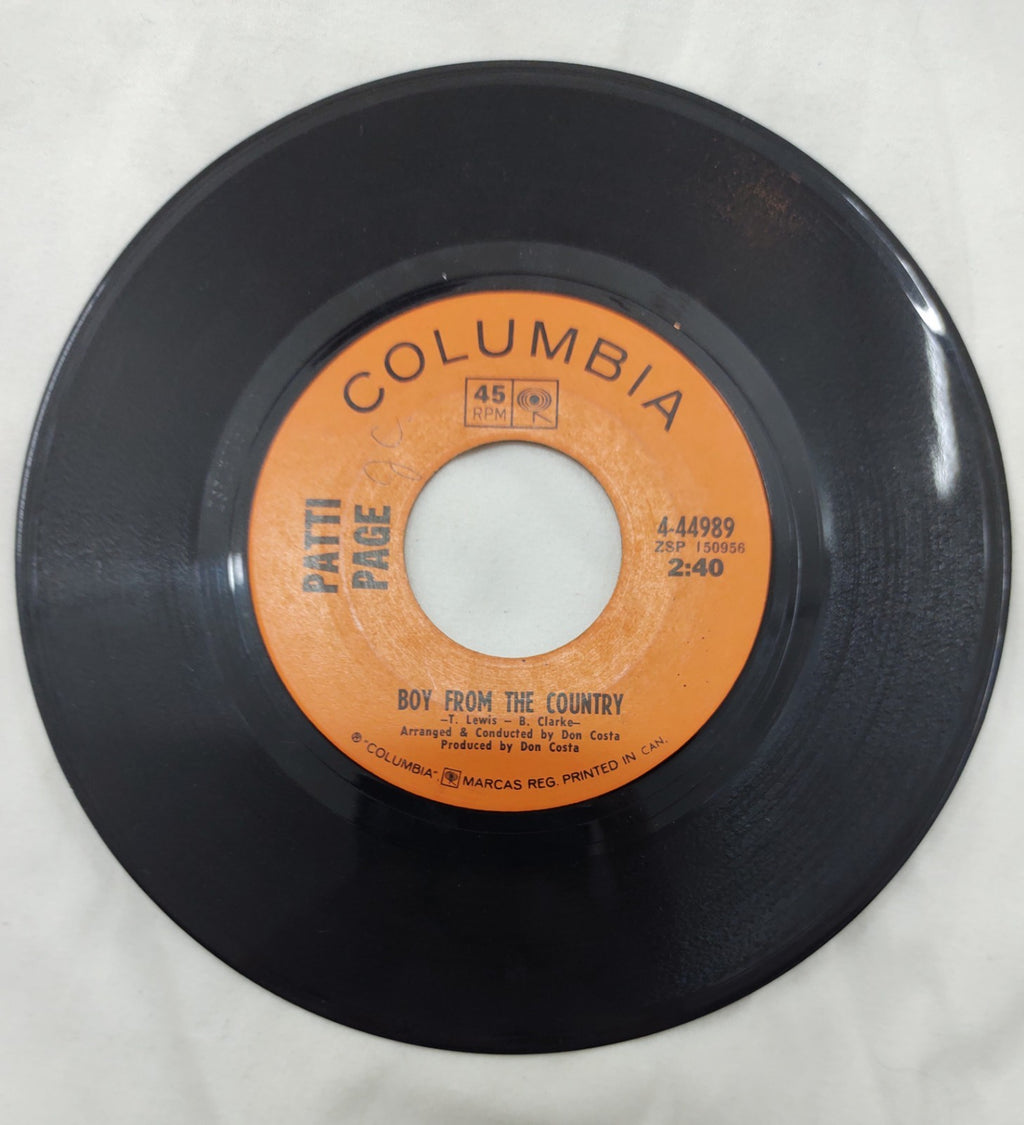 COLUMBIA
45
RPM
PATTI
PAGE
4-44989
ZSP 150956
2:40
BOY FROM THE COUNTRY
–T. Lewis – B. Clarke–
Arranged & Conducted by Don Costa
Produced by Don Costa
℗ "COLUMBIA", MARCAS REG. PRINTED IN CAN.